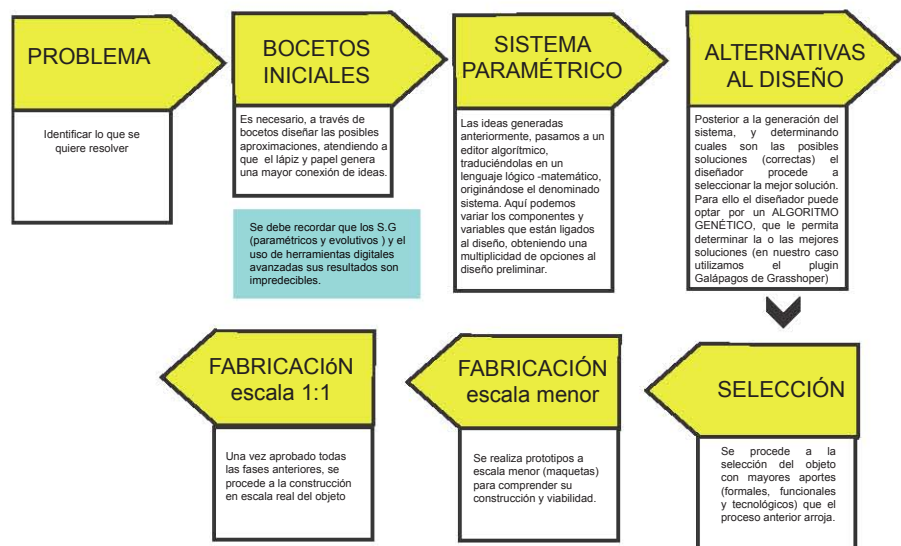 PROBLEMA
Identificar lo que se
quiere resolver
BOCETOS
INICIALES
Es necesario, a través de
bocetos diseñar las posibles
aproximaciones, atendiendo a
que el lápiz y papel genera
una mayor conexión de ideas.
Se debe recordar que los S.G
(paramétricos y evolutivos ) y el
uso de herramientas digitales
avanzadas sus resultados son
impredecibles.
SISTEMA
PARAMÉTRICO
Las ideas generadas
anteriormente, pasamos a un
editor algorítmico,
traduciéndolas en un
lenguaje lógico -matemático,
originándose el denominado
sistema. Aquí podemos
variar los componentes y
variables que están ligados
al diseño, obteniendo una
multiplicidad de opciones al
diseño preliminar.
ALTERNATIVAS
AL DISEÑO
Posterior a la generación del
sistema, y determinando
cuales son las posibles
soluciones (correctas) el
diseñador procede a
seleccionar la mejor solución.
Para ello el diseñador puede
optar por un ALGORITMO
GENÉTICO, que le permita
determinar la o las mejores
soluciones (en nuestro caso
utilizamos el plugin
Galápagos de Grasshoper)
SELECCIÓN
Se procede a la
selección del objeto
con mayores aportes
(formales, funcionales
y tecnológicos) que el
proceso anterior arroja.
FABRICACIÓN
escala menor
Se realiza prototipos a
escala menor (maquetas)
para comprender su
construcción y viabilidad.
FABRICACIóN
escala 1:1
Una vez aprobado todas
las fases anteriores, se
procede a la construcción
en escala real del objeto